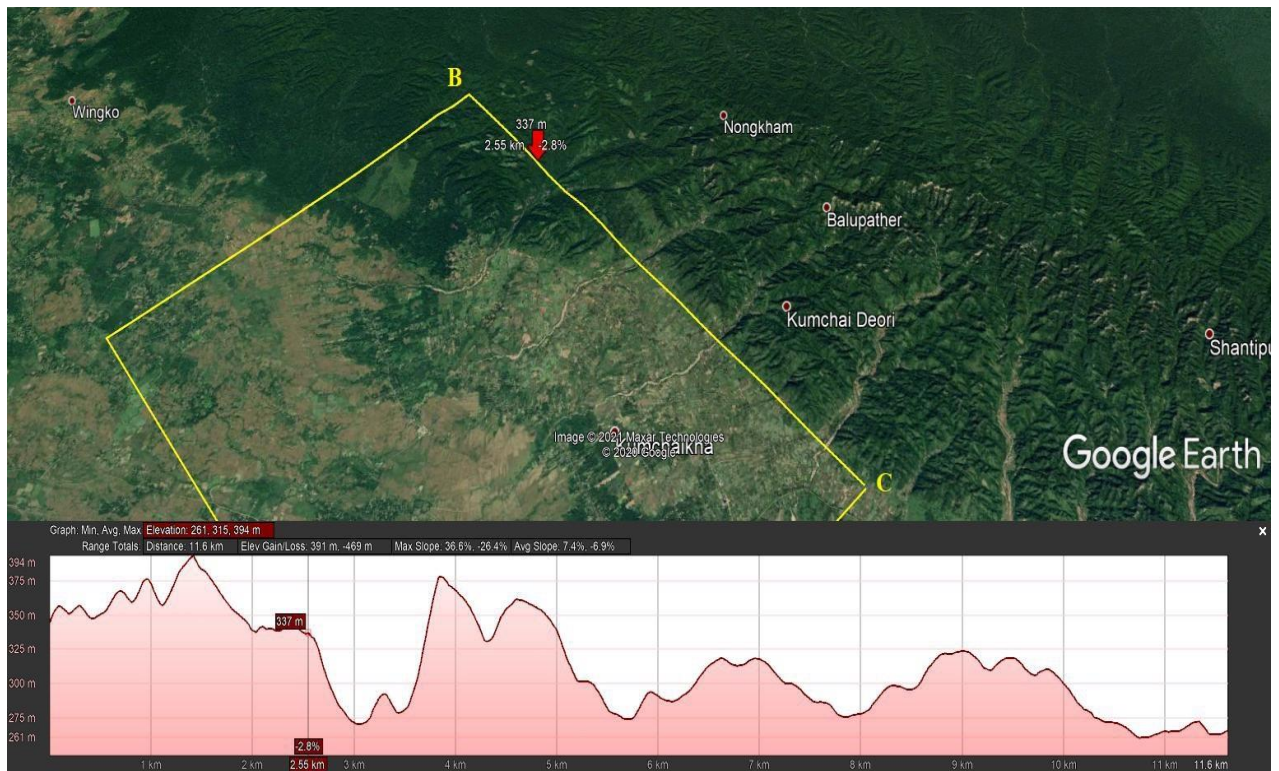 B
Wingko
337 m
2.55 km -2.8%
Nongkham
Balupather
Kumchai Deori
Shantipu
Image © 2021 Maxar Technologies
© 2020 Google
Kumchaikha
Google Earth
C
Graph: Min, Avg, Max Elevation: 261, 315, 394 m
x
Range Totals Distance: 11.6 km Elev Gain/Loss: 391 m, -469 m Max Slope: 36.6%, -26.4% Avg Slope: 7.4%, -6.9%
394 m
375 m
350 m
337 m
325 m
300 m
275 m
261 m
-2.8%
1 km 2 km 2.55 km 3 km 4 km 5 km 6 km 7 km 8 km 9 km 10 km 11 km 11.6 km